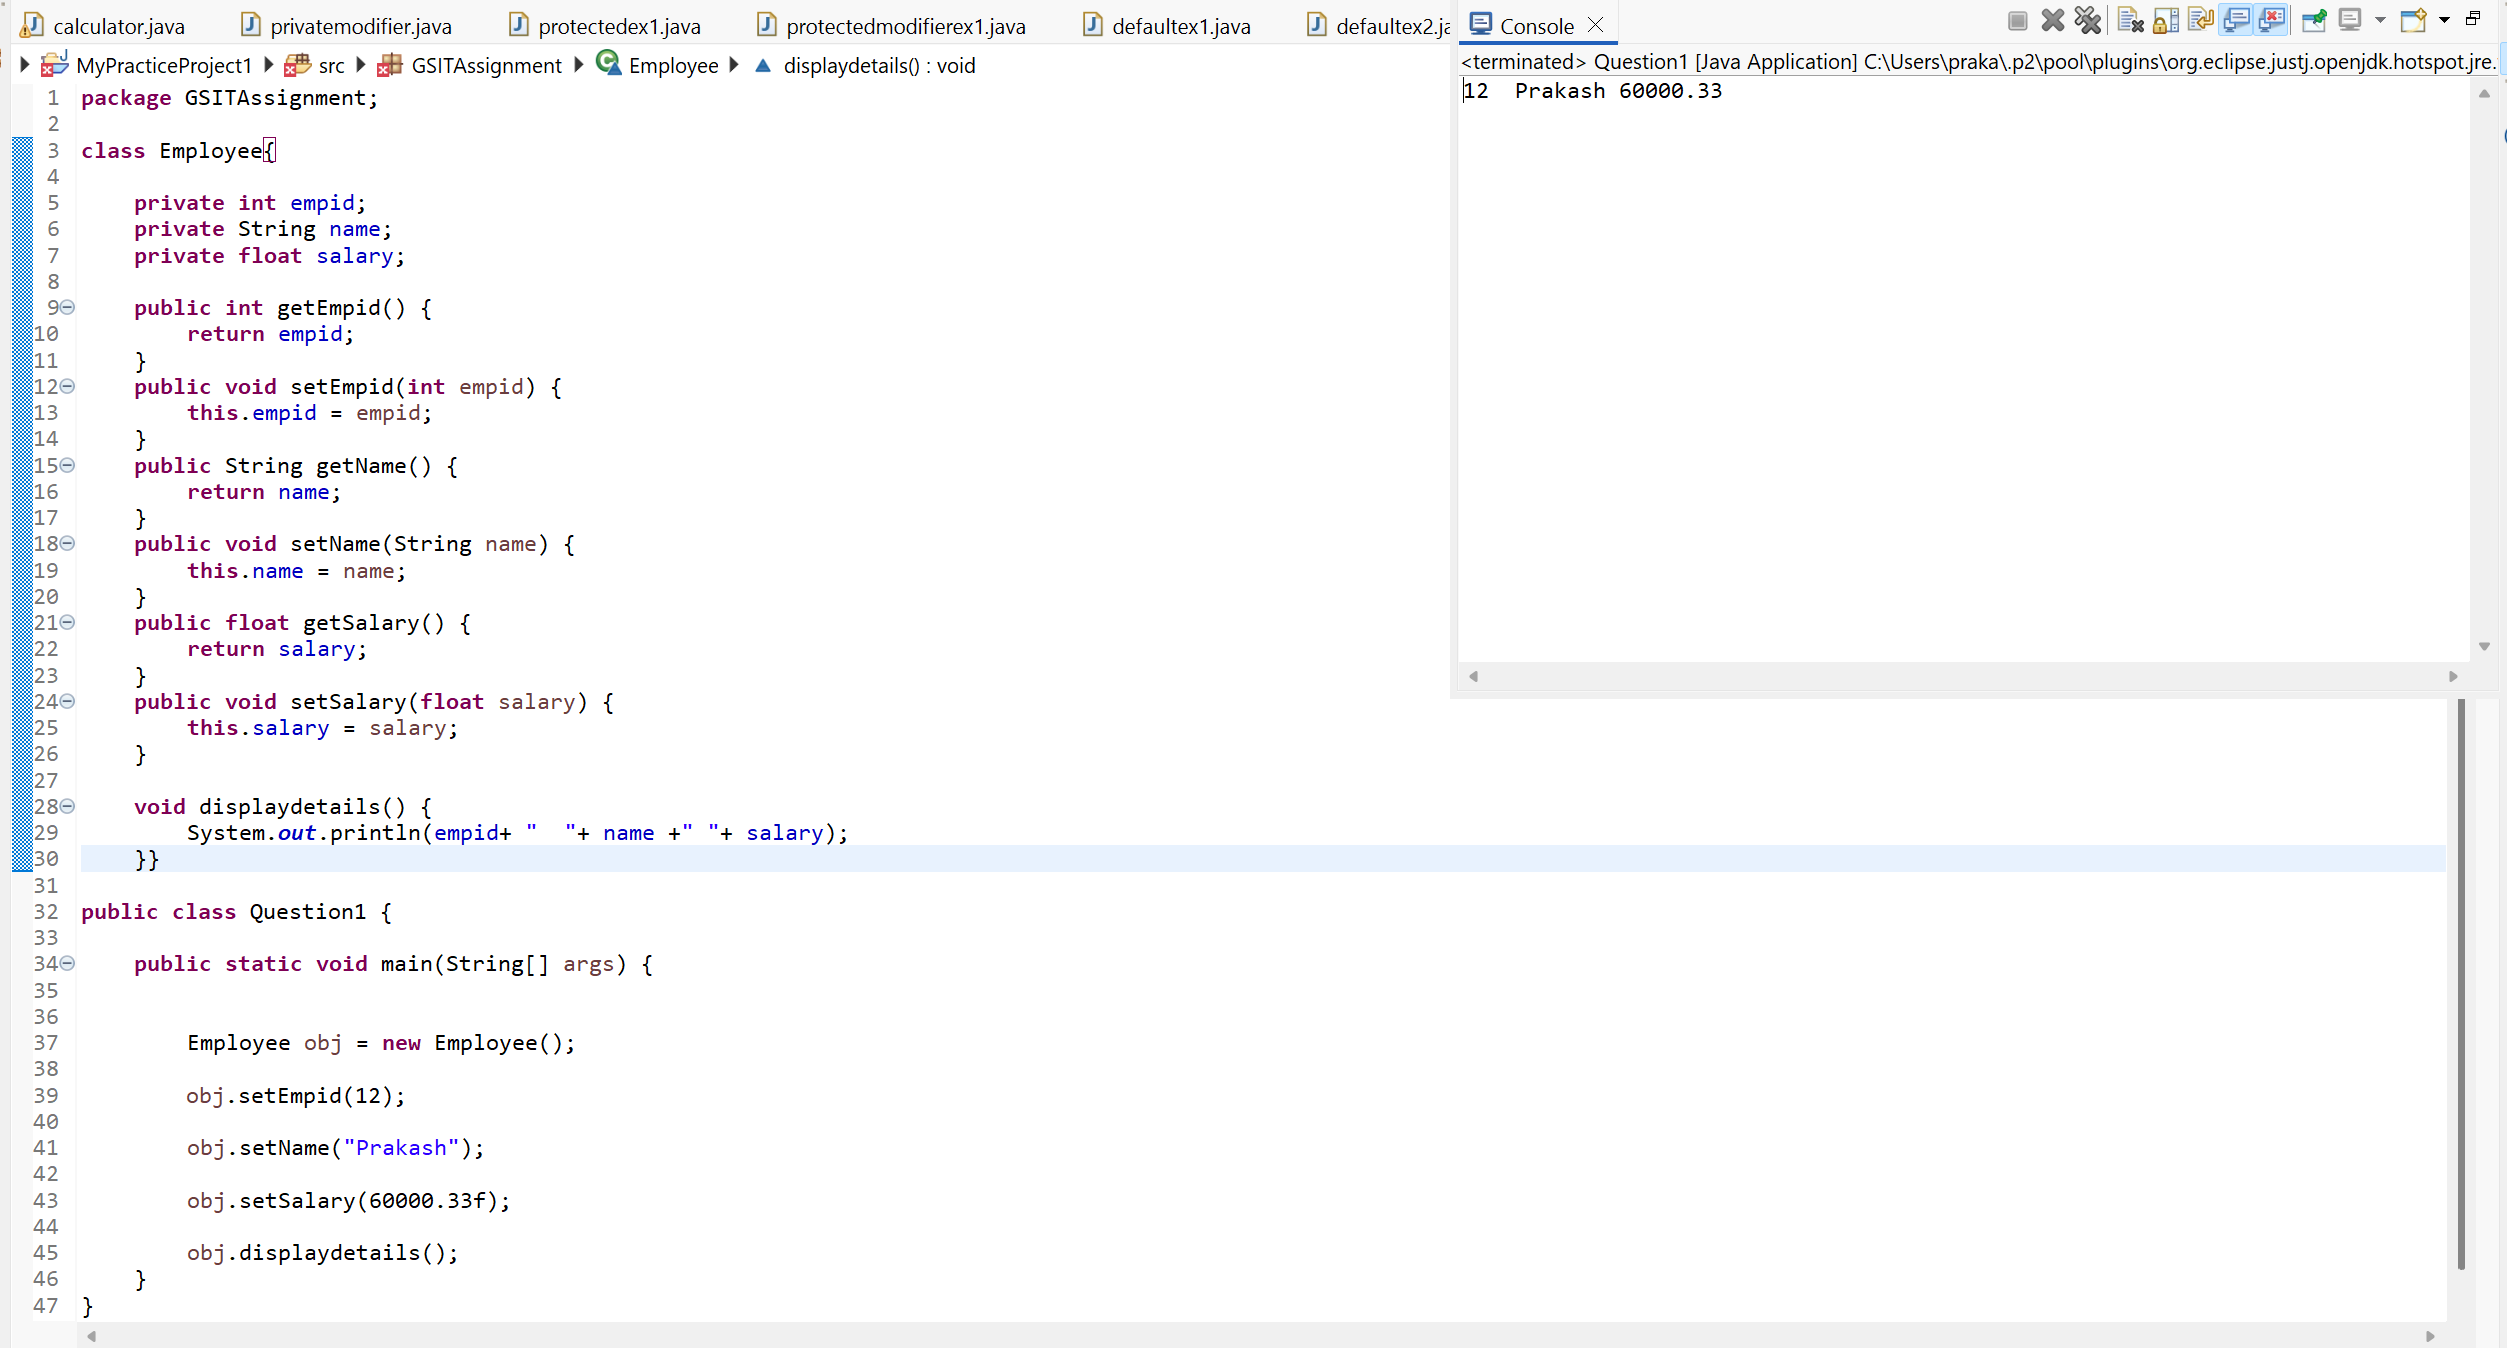 calculator.java privatemodifier.java protectedex1.java protectedmodifierex1.java defaultex1.java defaultex2.ja
MyPracticeProject1 src GSITAssignment Employee displaydetails() : void
1 package GSITAssignment;
2
3 class Employee{
4
5 private int empid;
6 private String name;
7 private float salary;
8
9 public int getEmpid() {
10 return empid;
11 }
12 public void setEmpid(int empid) {
13 this.empid = empid;
14 }
15 public String getName() {
16 return name;
17 }
18 public void setName(String name) {
19 this.name = name;
20 }
21 public float getSalary() {
22 return salary;
23 }
24 public void setSalary(float salary) {
25 this.salary = salary;
26 }
27
28 void displaydetails() {
29 System.out.println(empid+ "  "+ name +" "+ salary);
30 }}
31
32 public class Question1 {
33
34 public static void main(String[] args) {
35
36
37 Employee obj = new Employee();
38
39 obj.setEmpid(12);
40
41 obj.setName("Prakash");
42
43 obj.setSalary(60000.33f);
44
45 obj.displaydetails();
46 }
47 }
Console
<terminated> Question1 [Java Application] C:\Users\praka\.p2\pool\plugins\org.eclipse.justj.openjdk.hotspot.jre.
12  Prakash 60000.33